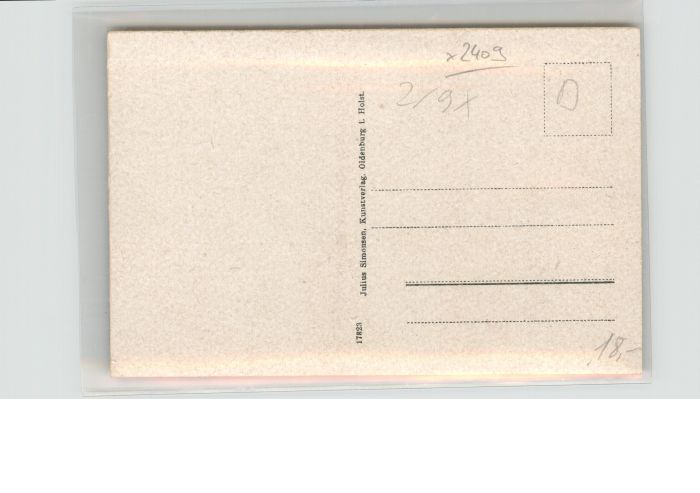 x2409
2/9x
D
17823 Julius Simonsen, Kunstverlag, Oldenburg i. Holst.
18,-